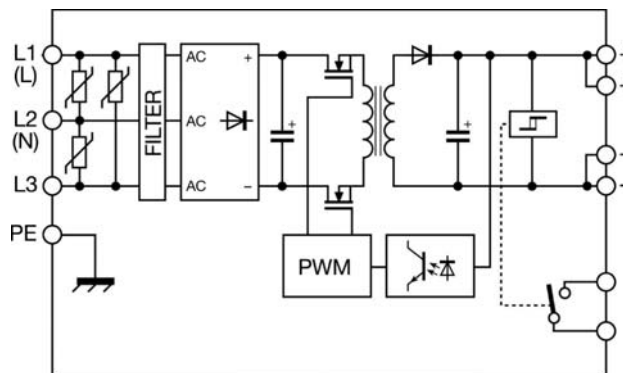 L1
(L)
L2
(N)
L3
PE
FILTER
AC
AC
AC
+
−
+
+
PWM